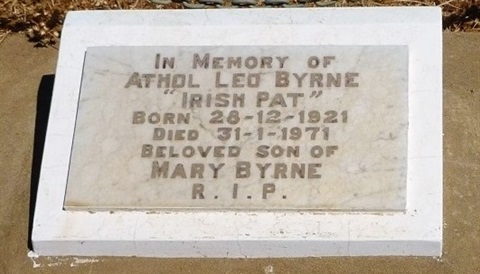 In Memory of
Athol Leo Byrne
"Irish Pat"
Born 28-12-1921
Died 31-1-1971
Beloved son of
Mary Byrne
R. I. P.